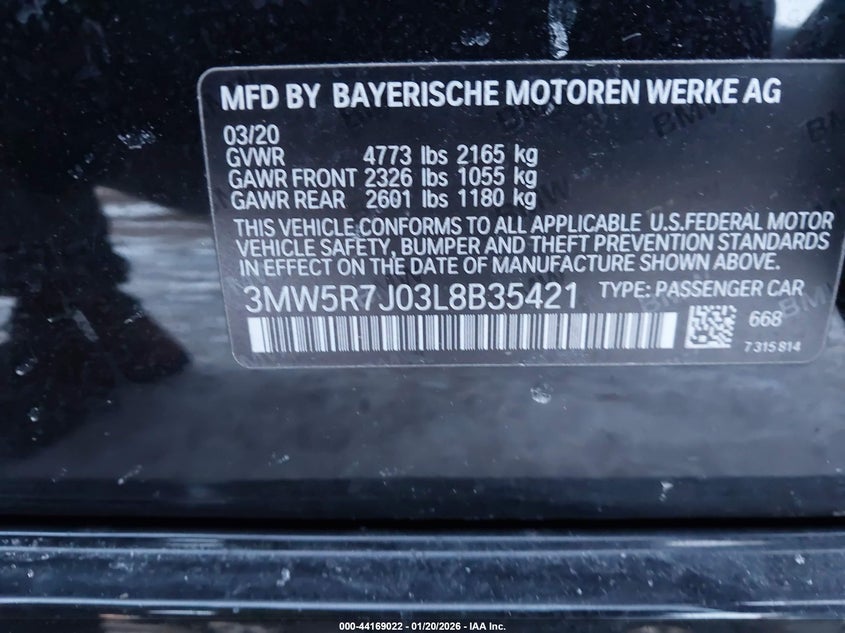 MFD BY BAYERISCHE MOTOREN WERKE AG
03/20
GVWR 4773 lbs 2165 kg
GAWR FRONT 2326 lbs 1055 kg
GAWR REAR 2601 lbs 1180 kg
THIS VEHICLE CONFORMS TO ALL APPLICABLE U.S.FEDERAL MOTOR
VEHICLE SAFETY, BUMPER AND THEFT PREVENTION STANDARDS
IN EFFECT ON THE DATE OF MANUFACTURE SHOWN ABOVE.
3MW5R7J03L8B35421 TYPE: PASSENGER CAR
668
7315814
000-44169022 - 01/20/2026 - IAA Inc.